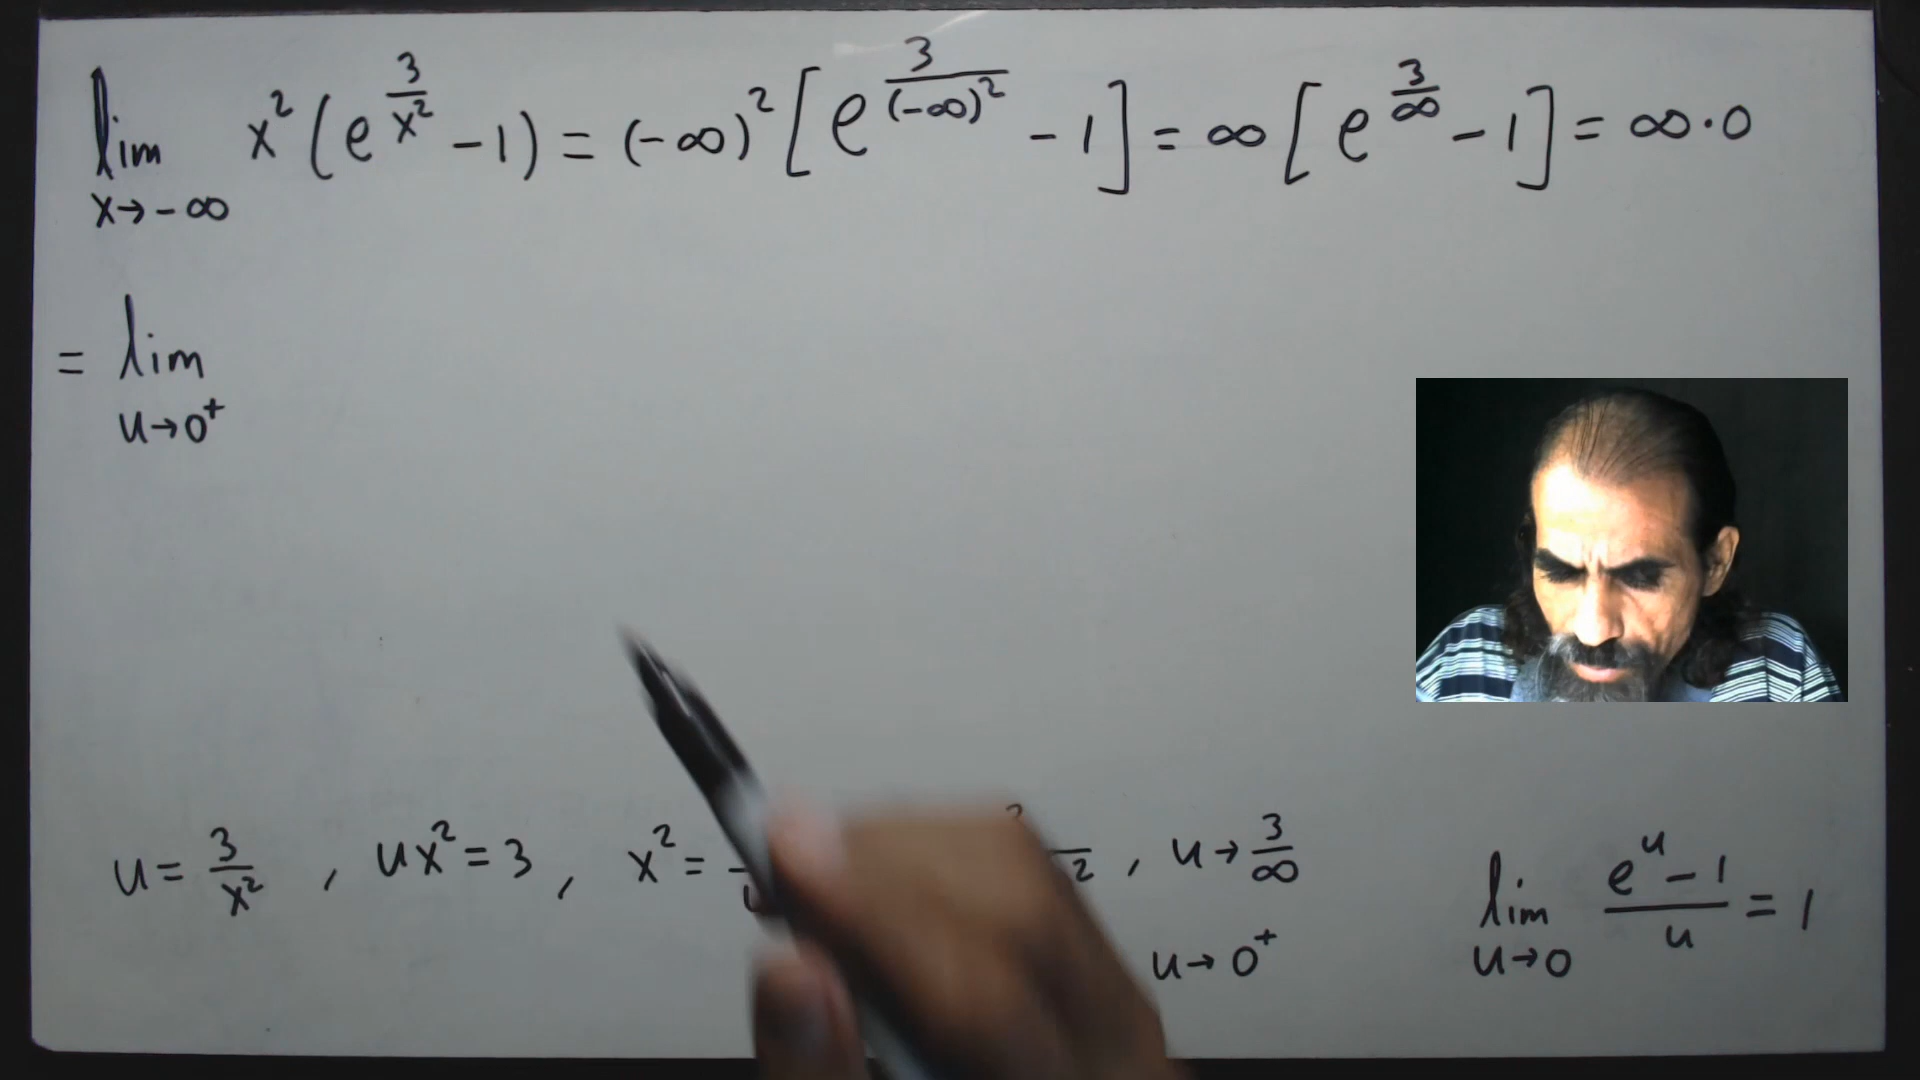 lim x² ( e^(3/x²) - 1 ) = (-∞)² [ e^(3/(-∞)²) - 1 ] = ∞ [ e^(3/∞) - 1 ] = ∞ · 0
x → -∞
= lim
u → 0⁺
u = 3/x² , ux² = 3 , x² = , u → 3/∞
u → 0⁺
lim (e^u - 1)/u = 1
u → 0